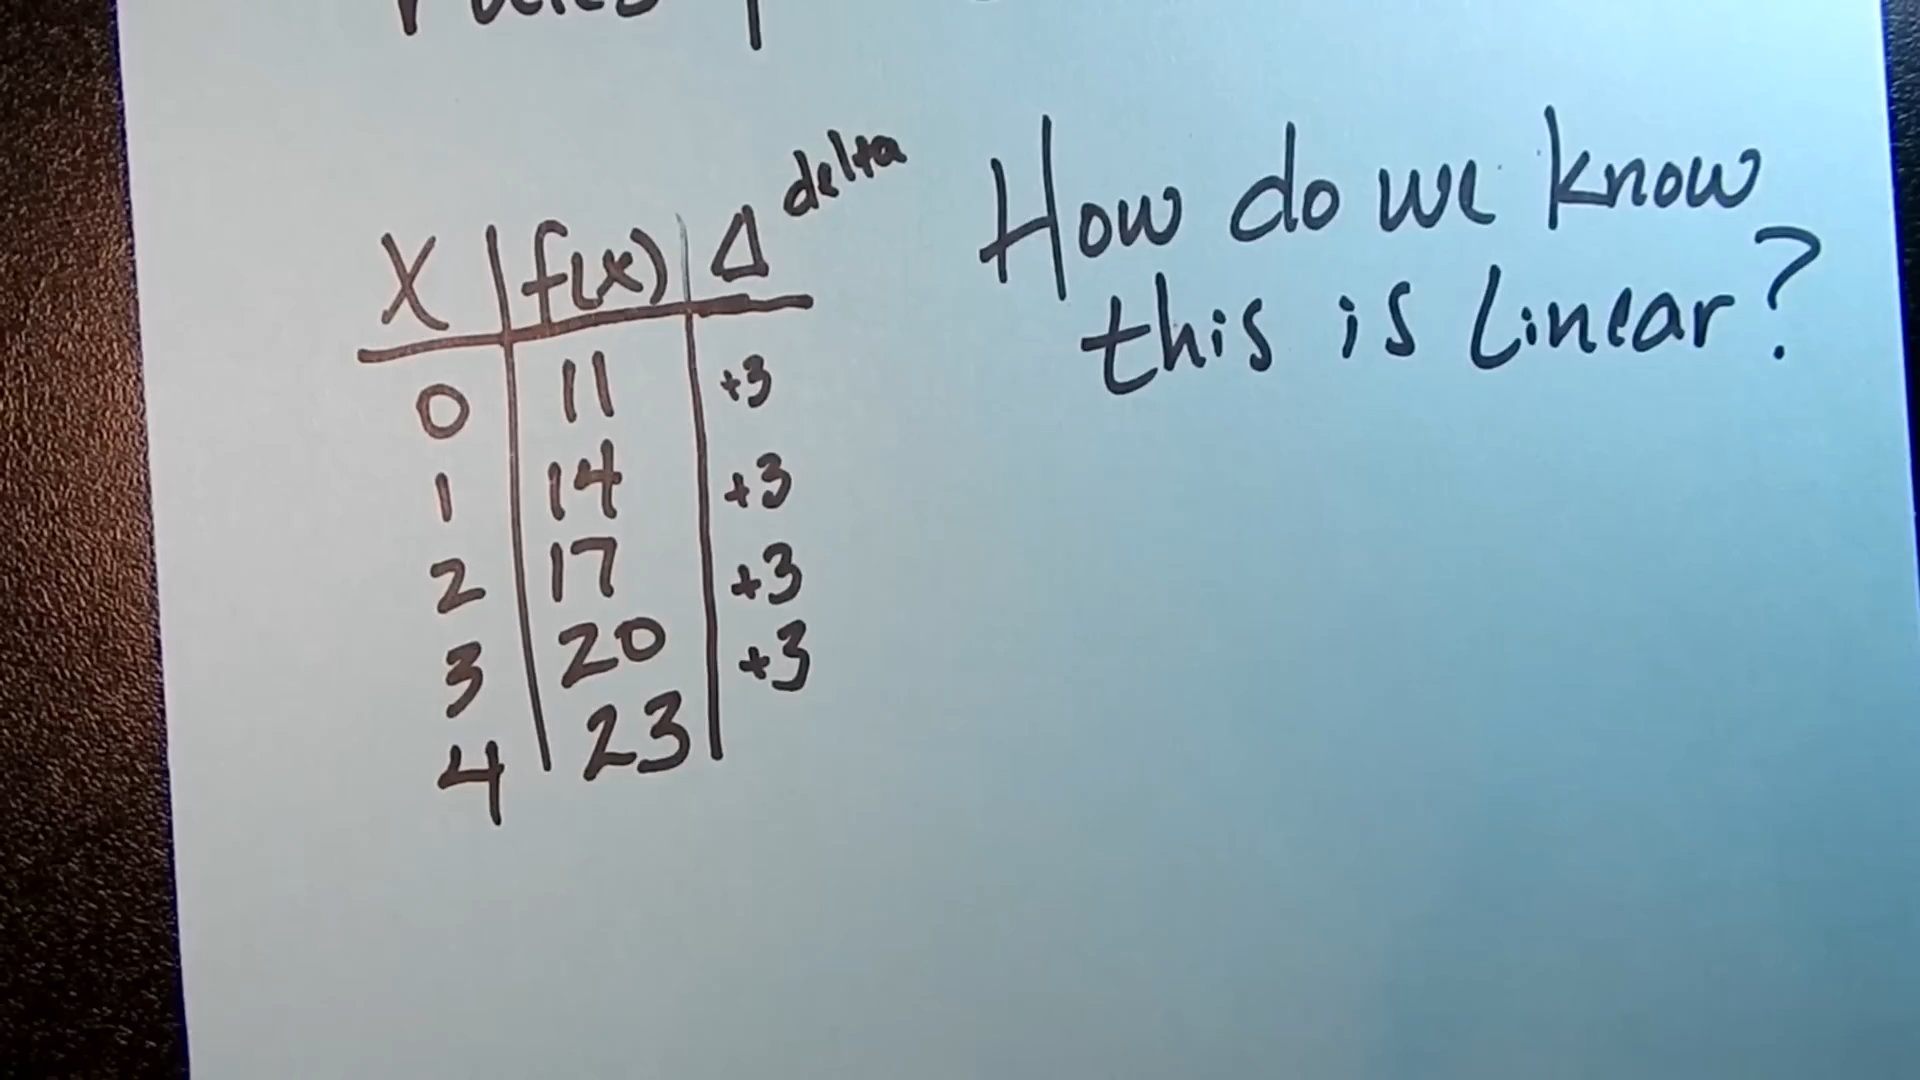 delta
X f(x) Δ
0 11 +3
1 14 +3
2 17 +3
3 20 +3
4 23
How do we know
this is Linear?